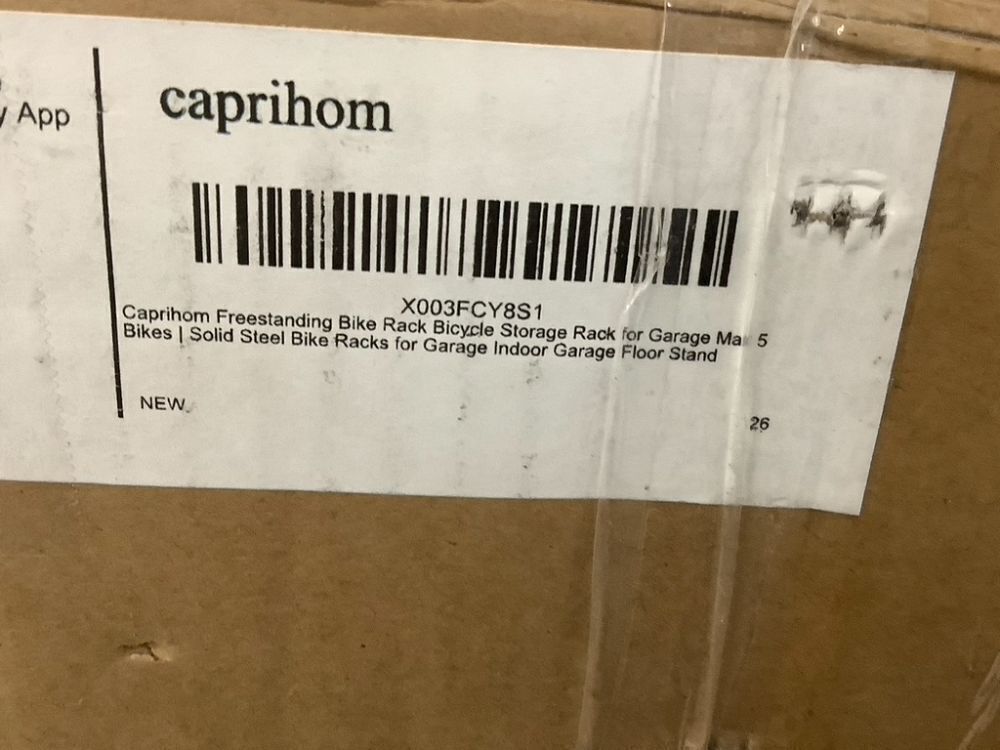 App
caprihom
X003FCY8S1
Caprihom Freestanding Bike Rack Bicycle Storage Rack for Garage 5
Bikes | Solid Steel Bike Racks for Garage Indoor Garage Floor Stand
NEW
26